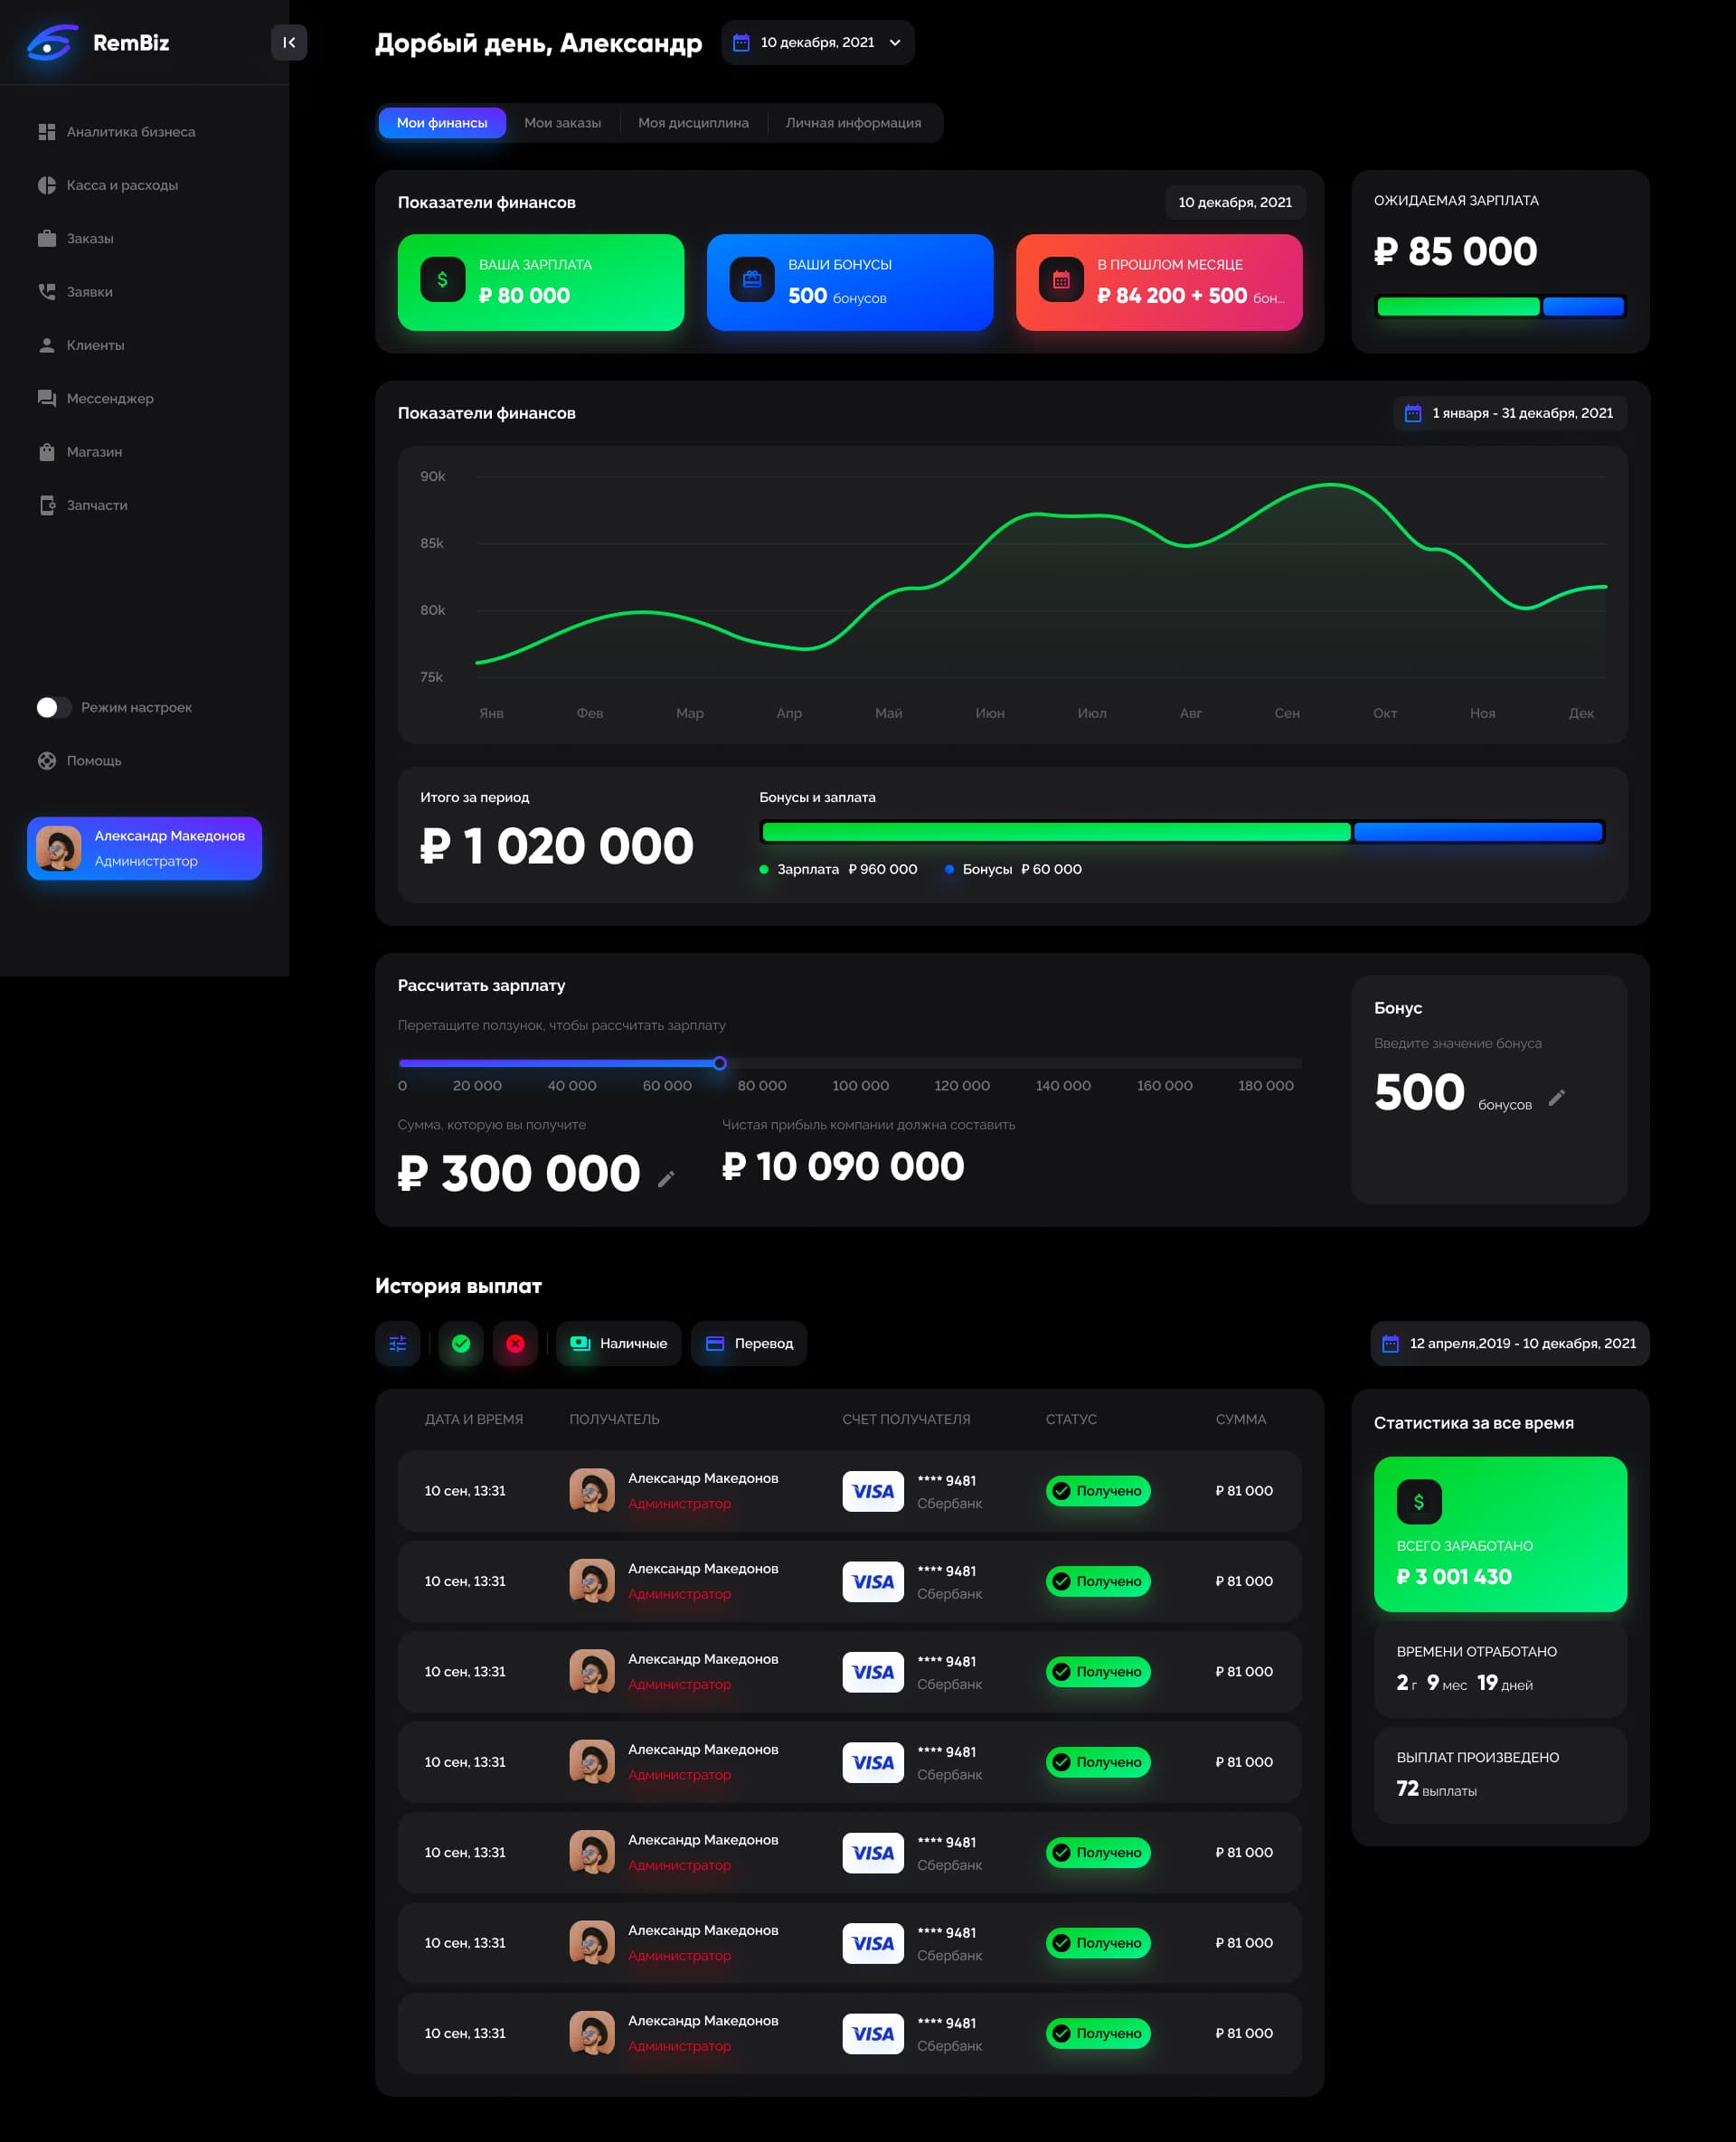 RemBiz
Аналитика бизнеса
Касса и расходы
Заказы
Заявки
Клиенты
Мессенджер
Магазин
Запчасти
Режим настроек
Помощь
Александр Македонов
Администратор
Дорбый день, Александр
10 декабря, 2021
Мои финансы
Мои заказы
Моя дисциплина
Личная информация
Показатели финансов
10 декабря, 2021
ВАША ЗАРПЛАТА
₽ 80 000
ВАШИ БОНУСЫ
500 бонусов
В ПРОШЛОМ МЕСЯЦЕ
₽ 84 200 + 500 бон...
ОЖИДАЕМАЯ ЗАРПЛАТА
₽ 85 000
Показатели финансов
1 января - 31 декабря, 2021
90k
85k
80k
75k
Янв Фев Мар Апр Май Июн Июл Авг Сен Окт Ноя Дек
Итого за период
₽ 1 020 000
Бонусы и заплата
Зарплата ₽ 960 000 Бонусы ₽ 60 000
Рассчитать зарплату
Перетащите ползунок, чтобы рассчитать зарплату
0 20 000 40 000 60 000 80 000 100 000 120 000 140 000 160 000 180 000
Сумма, которую вы получите
₽ 300 000
Чистая прибыль компании должна составить
₽ 10 090 000
Бонус
Введите значение бонуса
500 бонусов
История выплат
Наличные
Перевод
12 апреля,2019 - 10 декабря, 2021
ДАТА И ВРЕМЯ ПОЛУЧАТЕЛЬ СЧЕТ ПОЛУЧАТЕЛЯ СТАТУС СУММА
10 сен, 13:31
Александр Македонов
Администратор
VISA
**** 9481
Сбербанк
Получено
₽ 81 000
10 сен, 13:31
Александр Македонов
Администратор
VISA
**** 9481
Сбербанк
Получено
₽ 81 000
10 сен, 13:31
Александр Македонов
Администратор
VISA
**** 9481
Сбербанк
Получено
₽ 81 000
10 сен, 13:31
Александр Македонов
Администратор
VISA
**** 9481
Сбербанк
Получено
₽ 81 000
10 сен, 13:31
Александр Македонов
Администратор
VISA
**** 9481
Сбербанк
Получено
₽ 81 000
10 сен, 13:31
Александр Македонов
Администратор
VISA
**** 9481
Сбербанк
Получено
₽ 81 000
10 сен, 13:31
Александр Македонов
Администратор
VISA
**** 9481
Сбербанк
Получено
₽ 81 000
Статистика за все время
ВСЕГО ЗАРАБОТАНО
₽ 3 001 430
ВРЕМЕНИ ОТРАБОТАНО
2 г 9 мес 19 дней
ВЫПЛАТ ПРОИЗВЕДЕНО
72 выплаты